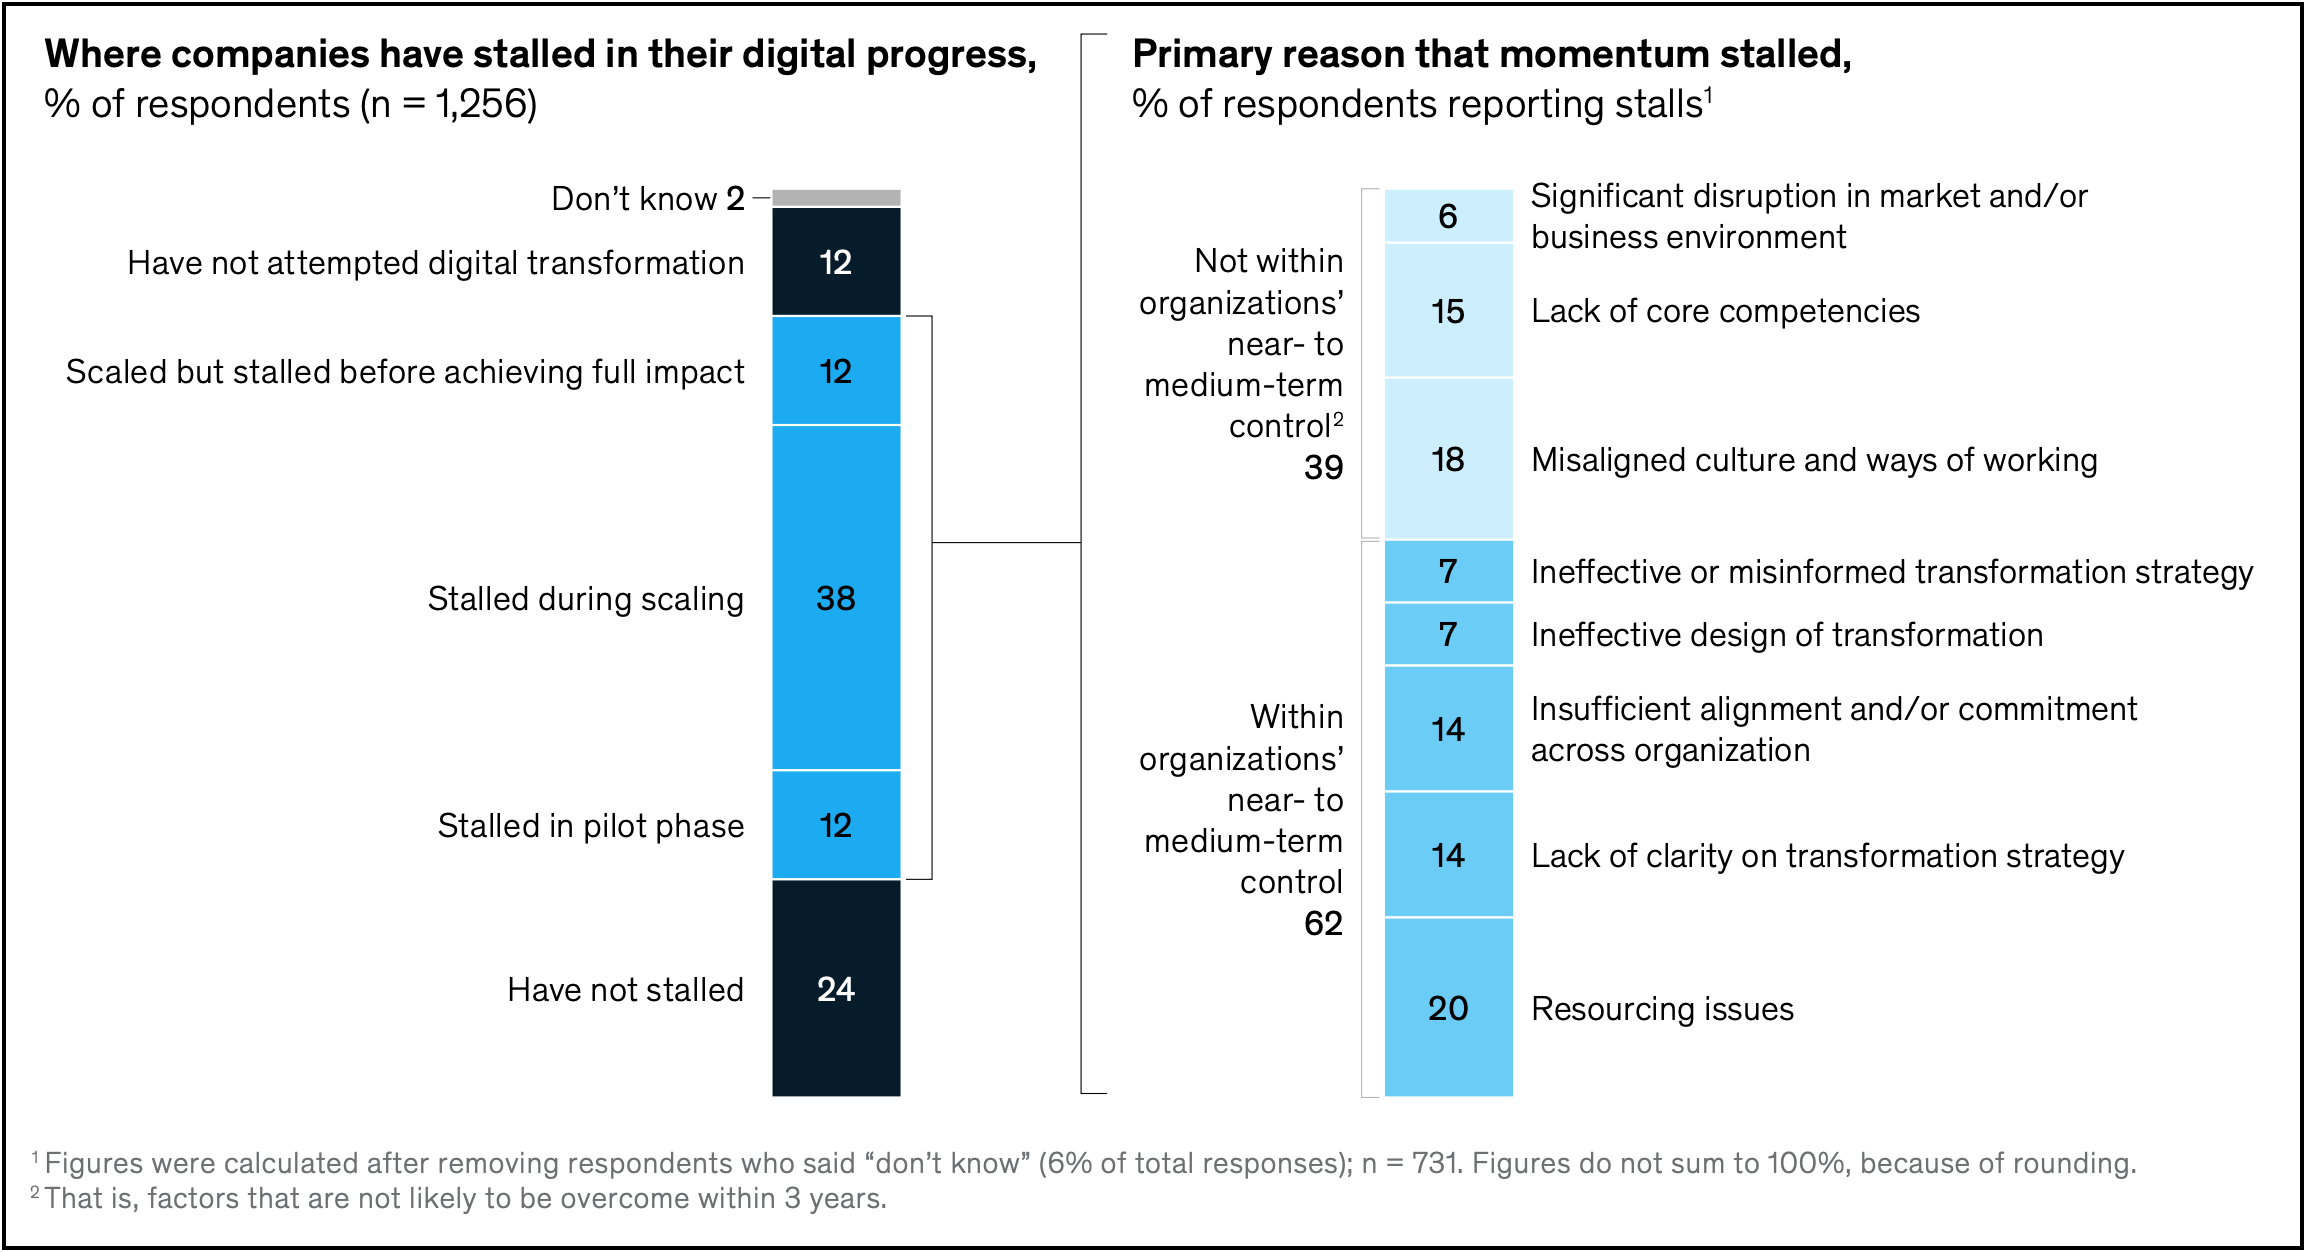 Where companies have stalled in their digital progress,
% of respondents (n = 1,256)
Don’t know 2
Have not attempted digital transformation
12
Scaled but stalled before achieving full impact
12
Stalled during scaling
38
Stalled in pilot phase
12
Have not stalled
24
Primary reason that momentum stalled,
% of respondents reporting stalls¹
Not within
organizations’
near- to
medium-term
control²
39
6
Significant disruption in market and/or
business environment
15
Lack of core competencies
18
Misaligned culture and ways of working
Within
organizations’
near- to
medium-term
control
62
7
Ineffective or misinformed transformation strategy
7
Ineffective design of transformation
14
Insufficient alignment and/or commitment
across organization
14
Lack of clarity on transformation strategy
20
Resourcing issues
¹ Figures were calculated after removing respondents who said “don’t know” (6% of total responses); n = 731. Figures do not sum to 100%, because of rounding.
² That is, factors that are not likely to be overcome within 3 years.